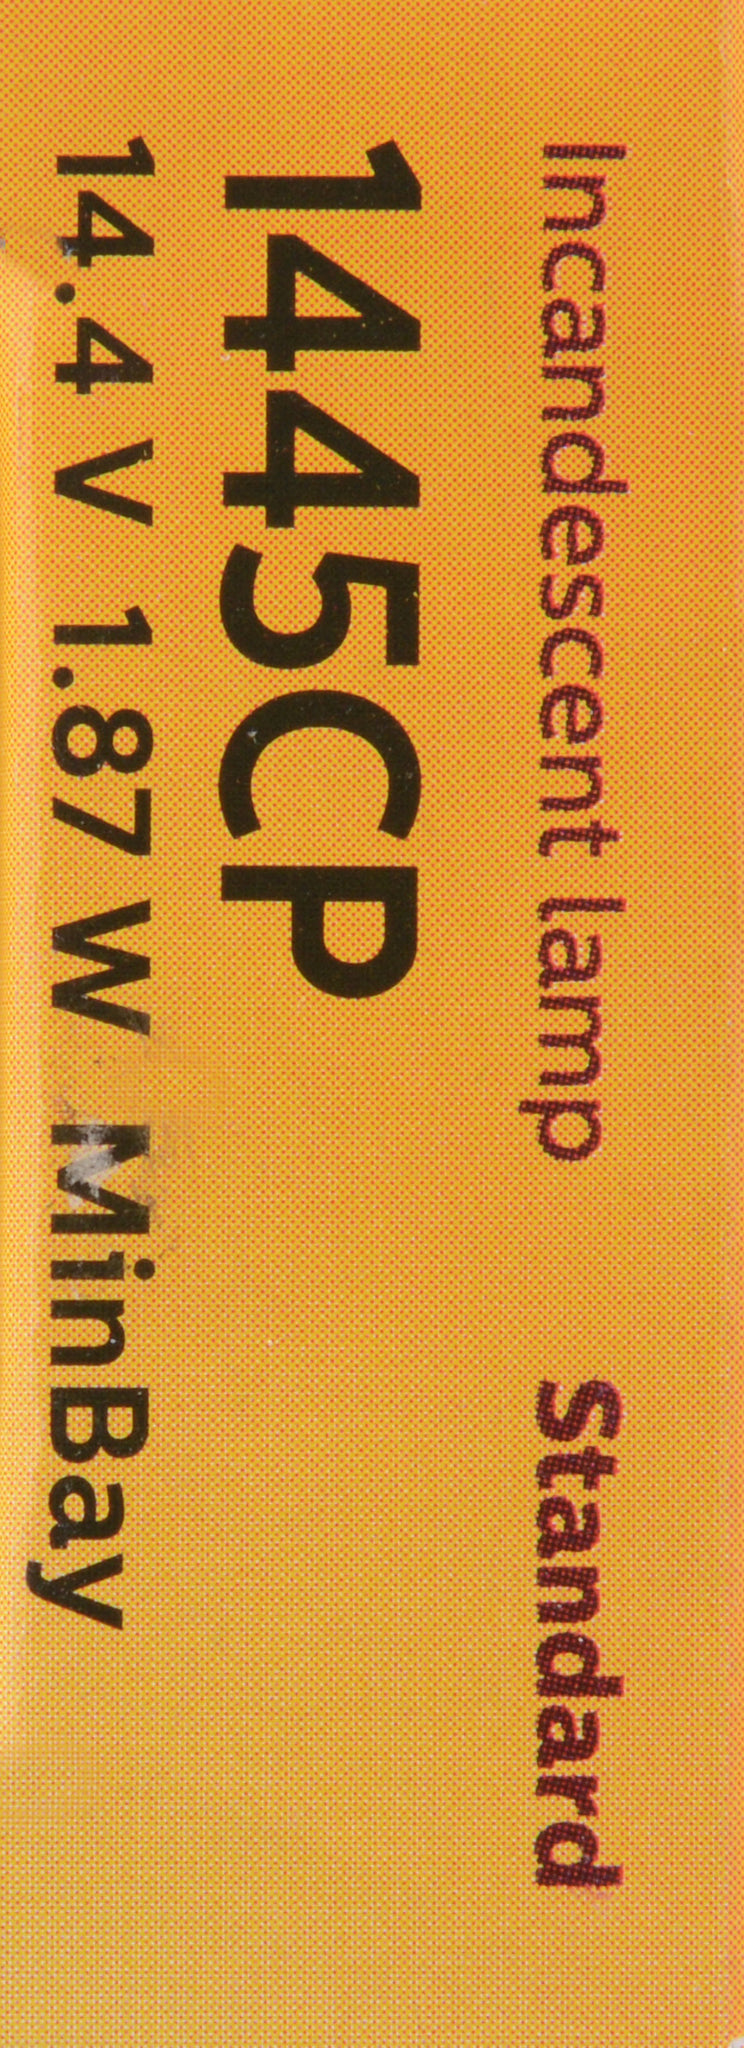 Incandescent lamp Standard
1445CP
14.4 V 1.87 W MinBay